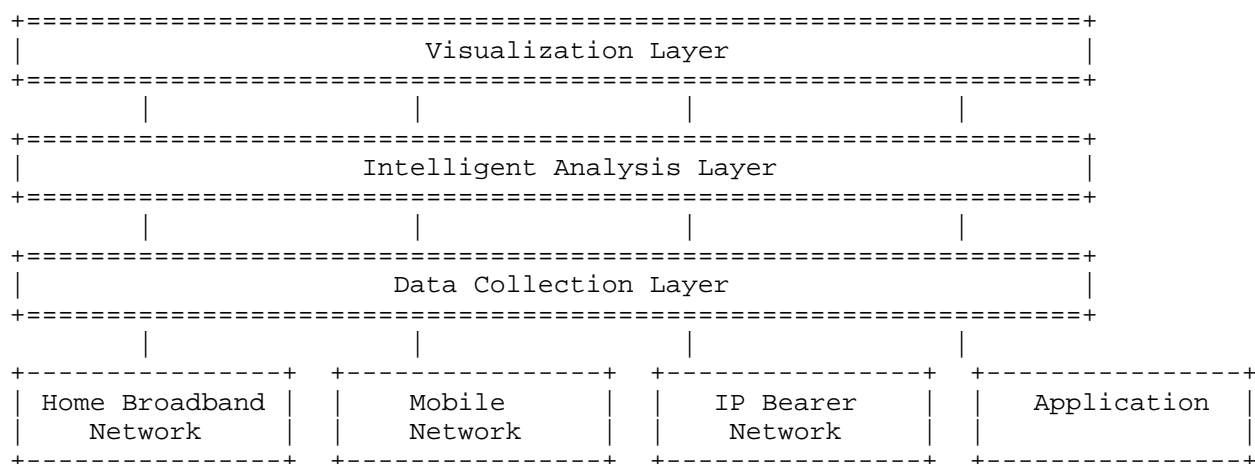 Visualization Layer
Intelligent Analysis Layer
Data Collection Layer
Home Broadband Mobile IP Bearer Application
Network Network Network